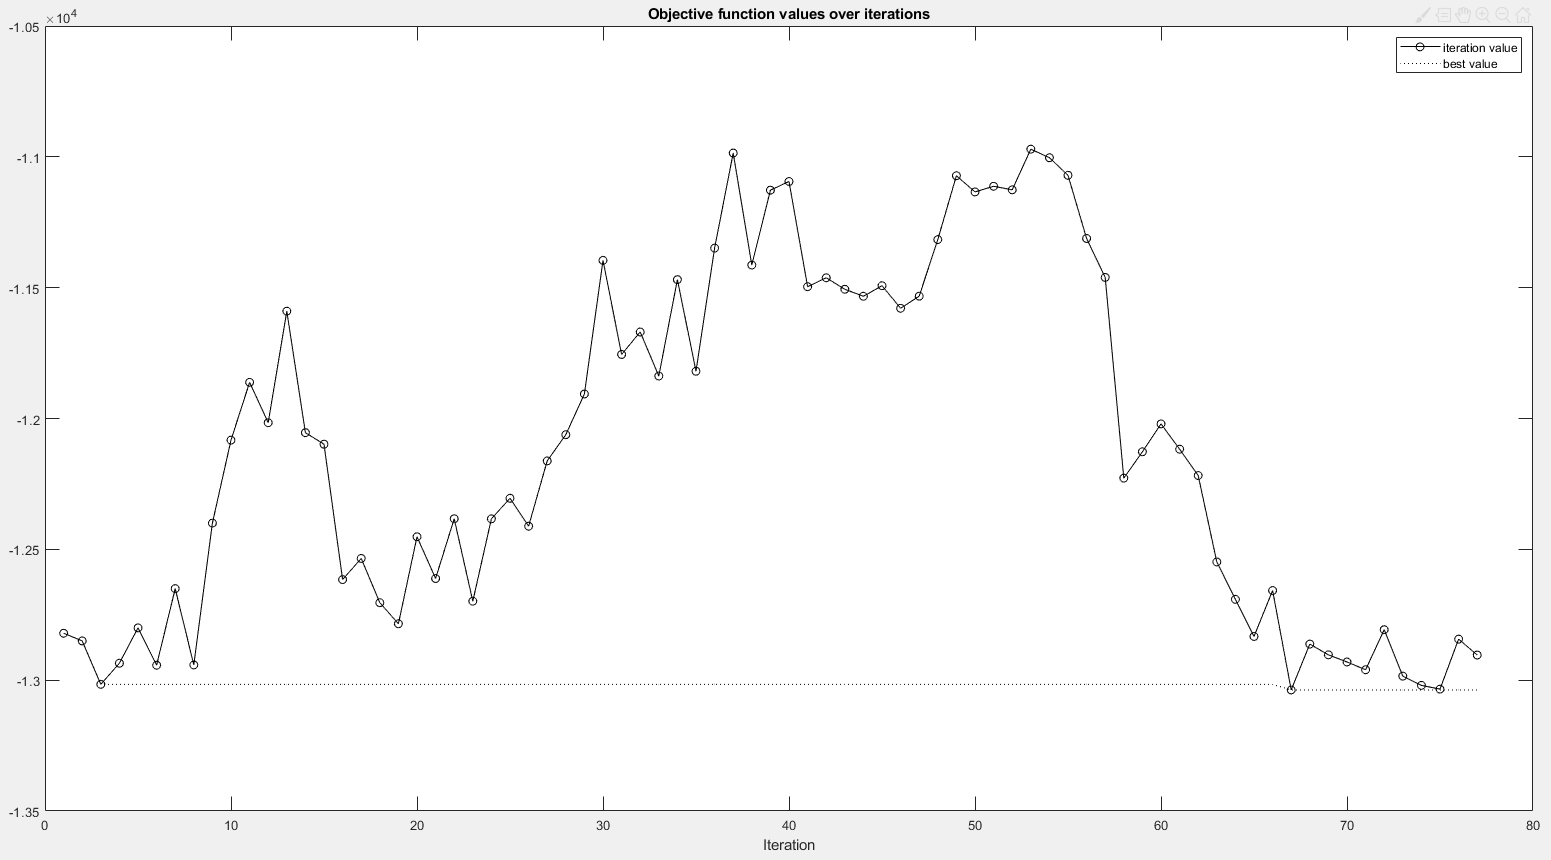 Objective function values over iterations
×10⁴
-1.05
-1.1
-1.15
-1.2
-1.25
-1.3
-1.35
iteration value
best value
0 10 20 30 40 50 60 70 80
Iteration